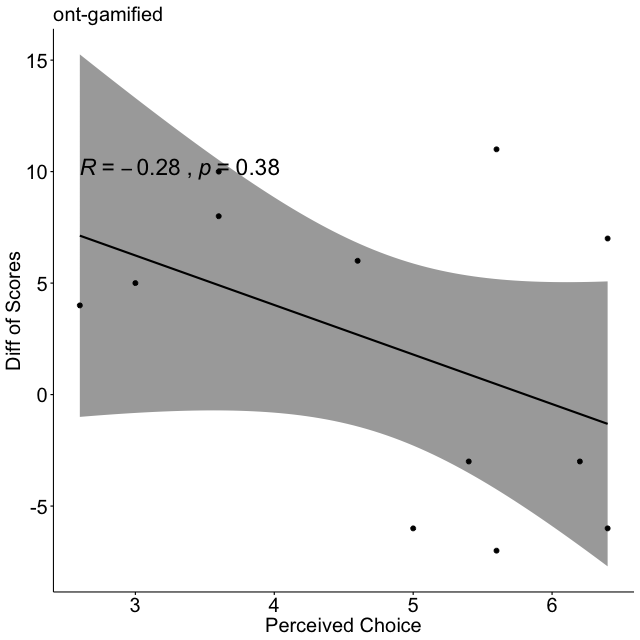 ont-gamified
15
10
5
0
-5
R = −0.28 , p = 0.38
Diff of Scores
3 4 5 6
Perceived Choice